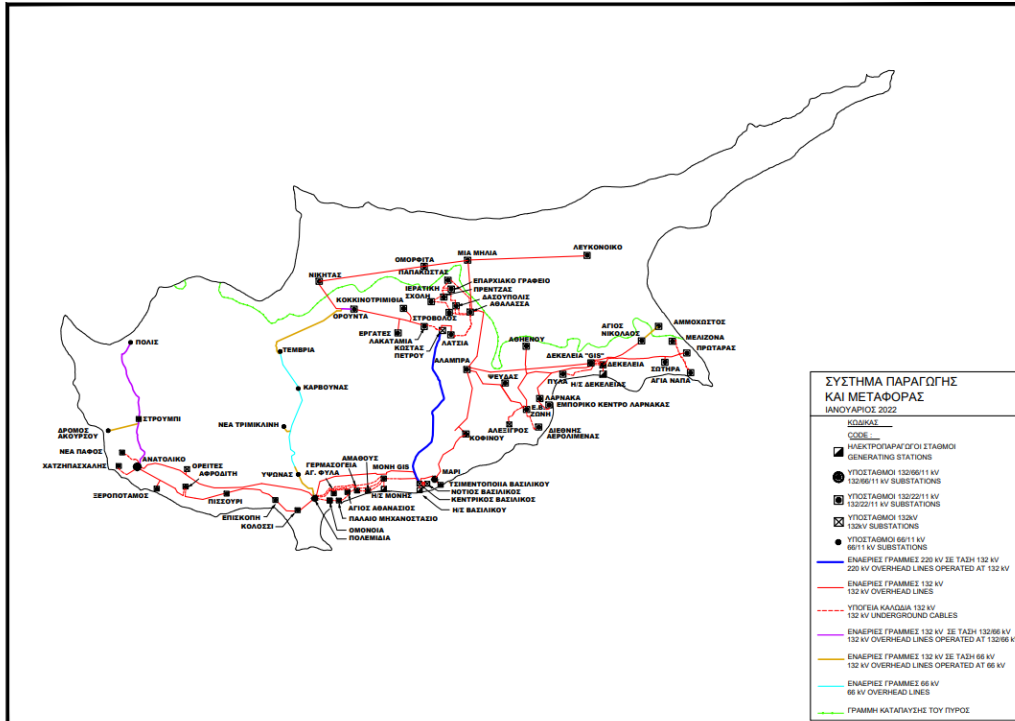 ΛΕΥΚΟΝΟΙΚΟ
ΜΙΑ ΜΗΛΙΑ
ΟΜΟΡΦΙΤΑ
ΠΑΠΑΚΩΣΤΑΣ
ΝΙΚΗΤΑΣ
ΕΠΑΡΧΙΑΚΟ ΓΡΑΦΕΙΟ
ΠΡΕΝΤΖΑΣ
ΙΕΡΑΤΙΚΗ
ΣΧΟΛΗ
ΔΑΣΟΥΠΟΛΙΣ
ΑΘΑΛΑΣΣΑ
ΚΟΚΚΙΝΟΤΡΙΜΙΘΙΑ
ΟΡΟΥΝΤΑ
ΣΤΡΟΒΟΛΟΣ
ΕΡΓΑΤΕΣ
ΛΑΚΑΤΑΜΙΑ
ΚΩΣΤΑΣ
ΠΕΤΡΟΥ
ΛΑΤΣΙΑ
ΑΜΜΟΧΩΣΤΟΣ
ΑΓΙΟΣ
ΝΙΚΟΛΑΟΣ
ΜΕΛΙΖΟΝΑ
ΠΡΩΤΑΡΑΣ
ΑΘΗΕΝΟΥ
ΠΟΛΙΣ
ΤΕΜΒΡΙΑ
ΑΛΑΜΠΡΑ
ΔΕΚΕΛΕΙΑ "GIS"
ΔΕΚΕΛΕΙΑ
ΣΩΤΗΡΑ
ΑΓΙΑ ΝΑΠΑ
ΨΕΥΔΑΣ
ΠΥΛΑ
Η/Σ ΔΕΚΕΛΕΙΑΣ
ΚΑΡΒΟΥΝΑΣ
ΛΑΡΝΑΚΑ
ΕΜΠΟΡΙΚΟ ΚΕΝΤΡΟ ΛΑΡΝΑΚΑΣ
ΖΩΝΗ
ΣΤΡΟΥΜΠΙ
ΔΡΟΜΟΣ
ΑΚΟΥΡΣΟΥ
ΝΕΑ ΤΡΙΜΙΚΛΙΝΗ
ΑΛΕΞΙΓΡΟΣ
ΔΙΕΘΝΗΣ
ΑΕΡΟΛΙΜΕΝΑΣ
ΚΟΦΙΝΟΥ
ΝΕΑ ΠΑΦΟΣ
ΑΝΑΤΟΛΙΚΟ
ΧΑΤΖΗΠΑΣΧΑΛΗΣ
ΟΡΕΙΤΕΣ
ΑΦΡΟΔΙΤΗ
ΥΨΩΝΑΣ
ΑΜΑΘΟΥΣ
ΓΕΡΜΑΣΟΓΕΙΑ
ΑΓ. ΦΥΛΑ
ΜΟΝΗ GIS
ΜΑΡΙ
ΞΕΡΟΠΟΤΑΜΟΣ
ΠΙΣΣΟΥΡΙ
ΕΠΙΣΚΟΠΗ
ΚΟΛΟΣΣΙ
Η/Σ ΜΟΝΗΣ
ΑΓΙΟΣ ΑΘΑΝΑΣΙΟΣ
ΠΑΛΑΙΟ ΜΗΧΑΝΟΣΤΑΣΙΟ
ΟΜΟΝΟΙΑ
ΠΟΛΕΜΙΔΙΑ
ΤΣΙΜΕΝΤΟΠΟΙΙΑ ΒΑΣΙΛΙΚΟΥ
ΝΟΤΙΟΣ ΒΑΣΙΛΙΚΟΣ
ΚΕΝΤΡΙΚΟΣ ΒΑΣΙΛΙΚΟΣ
Η/Σ ΒΑΣΙΛΙΚΟΥ
ΣΥΣΤΗΜΑ ΠΑΡΑΓΩΓΗΣ
ΚΑΙ ΜΕΤΑΦΟΡΑΣ
ΙΑΝΟΥΑΡΙΟΣ 2022
ΚΩΔΙΚΑΣ
CODE :
ΗΛΕΚΤΡΟΠΑΡΑΓΩΓΟΙ ΣΤΑΘΜΟΙ
GENERATING STATIONS
ΥΠΟΣΤΑΘΜΟΙ 132/66/11 kV
132/66/11 kV SUBSTATIONS
ΥΠΟΣΤΑΘΜΟΙ 132/22/11 kV
132/22/11 kV SUBSTATIONS
ΥΠΟΣΤΑΘΜΟΙ 132kV
132kV SUBSTATIONS
ΥΠΟΣΤΑΘΜΟΙ 66/11 kV
66/11 kV SUBSTATIONS
ΕΝΑΕΡΙΕΣ ΓΡΑΜΜΕΣ 220 kV ΣΕ ΤΑΣΗ 132 kV
220 kV OVERHEAD LINES OPERATED AT 132 kV
ΕΝΑΕΡΙΕΣ ΓΡΑΜΜΕΣ 132 kV
132 kV OVERHEAD LINES
ΥΠΟΓΕΙΑ ΚΑΛΩΔΙΑ 132 kV
132 kV UNDERGROUND CABLES
ΕΝΑΕΡΙΕΣ ΓΡΑΜΜΕΣ 132 kV ΣΕ ΤΑΣΗ 132/66 kV
132 kV OVERHEAD LINES OPERATED AT 132/66 kV
ΕΝΑΕΡΙΕΣ ΓΡΑΜΜΕΣ 132 kV ΣΕ ΤΑΣΗ 66 kV
132 kV OVERHEAD LINES OPERATED AT 66 kV
ΕΝΑΕΡΙΕΣ ΓΡΑΜΜΕΣ 66 kV
66 kV OVERHEAD LINES
ΓΡΑΜΜΗ ΚΑΤΑΠΑΥΣΗΣ ΤΟΥ ΠΥΡΟΣ